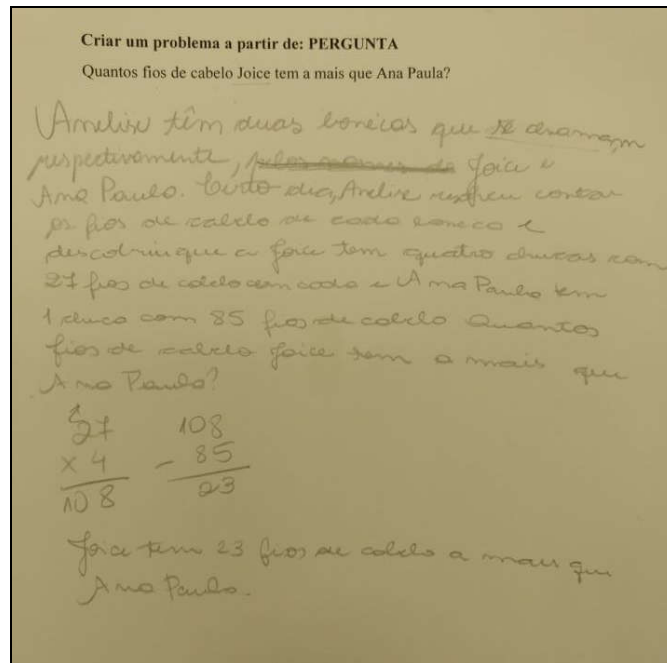 Criar um problema a partir de: PERGUNTA
Quantos fios de cabelo Joice tem a mais que Ana Paula?
Anelise têm duas bonecas que se chamam,
respectivamente, Joice e
Ana Paula. Certo dia, Anelise resolveu contar
os fios de cabelo de cada boneca e
descobriu que a Joice tem quatro chucas com
27 fios de cabelo em cada e Ana Paula tem
1 chuca com 85 fios de cabelo Quantos
fios de cabelo Joice tem a mais que
Ana Paula?
27 108
x 4 - 85
108 23
Joice tem 23 fios de cabelo a mais que
Ana Paula.